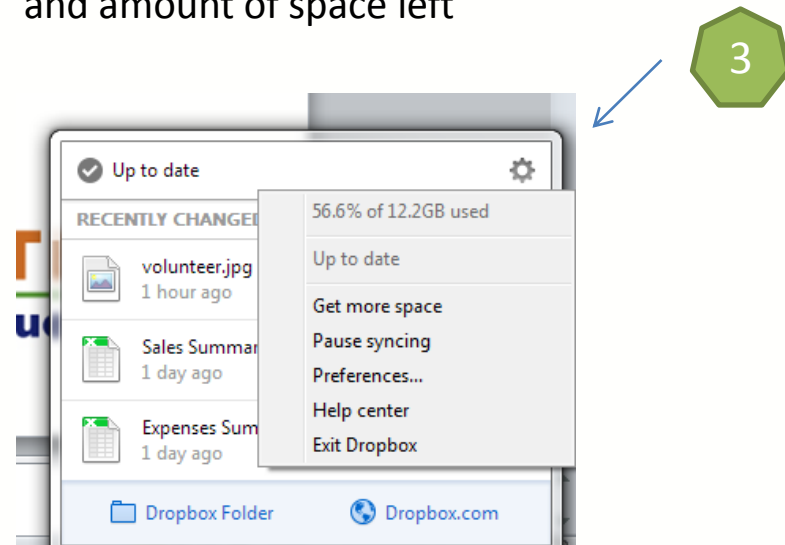 and amount of space left
3
Up to date
RECENTLY CHANGED
volunteer.jpg
1 hour ago
Sales Summar
1 day ago
Expenses Sum
1 day ago
56.6% of 12.2GB used
Up to date
Get more space
Pause syncing
Preferences...
Help center
Exit Dropbox
Dropbox Folder
Dropbox.com